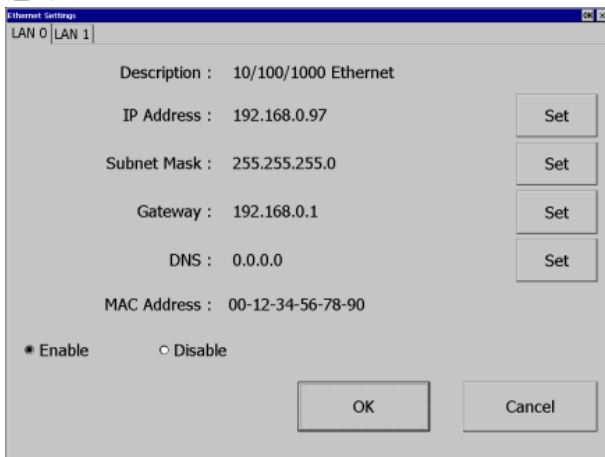 Ethernet Settings OK ×
LAN 0 LAN 1
Description : 10/100/1000 Ethernet
IP Address : 192.168.0.97 Set
Subnet Mask : 255.255.255.0 Set
Gateway : 192.168.0.1 Set
DNS : 0.0.0.0 Set
MAC Address : 00-12-34-56-78-90
Enable Disable
OK Cancel